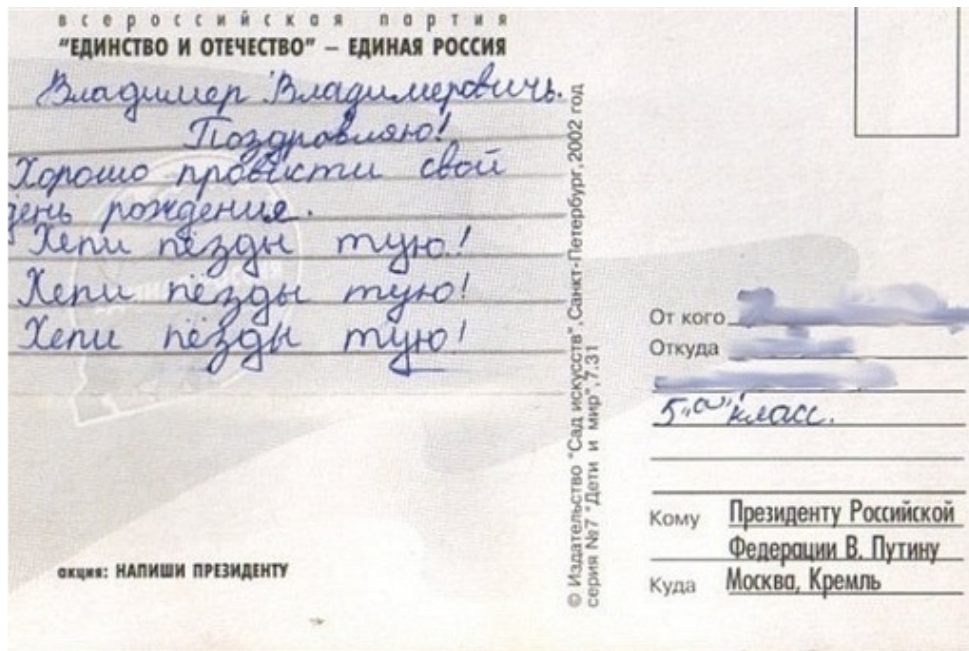 всероссийская партия
"ЕДИНСТВО И ОТЕЧЕСТВО" – ЕДИНАЯ РОССИЯ
Владимер Владимеровичь.
Поздровляю!
Хорошо провисти свой
день рождение.
Хепи пёзды тую!
Хепи пёзды тую!
Хепи пёзды тую!
акция: НАПИШИ ПРЕЗИДЕНТУ
© Издательство "Сад искусств", Санкт-Петербург, 2002 год
серия №7 "Дети и мир", 7.31
От кого
Откуда
5 „а" класс.
Кому Президенту Российской
Федерации В. Путину
Куда Москва, Кремль